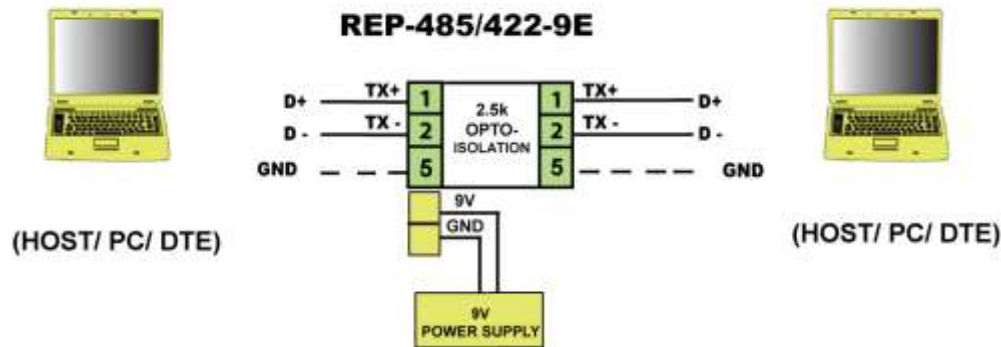 REP-485/422-9E
D+ TX+ 1 2.5k 1 TX+ D+
D - TX - 2 OPTO- 2 TX - D -
ISOLATION
GND 5 5 GND
9V
GND
(HOST/ PC/ DTE)
(HOST/ PC/ DTE)
9V
POWER SUPPLY